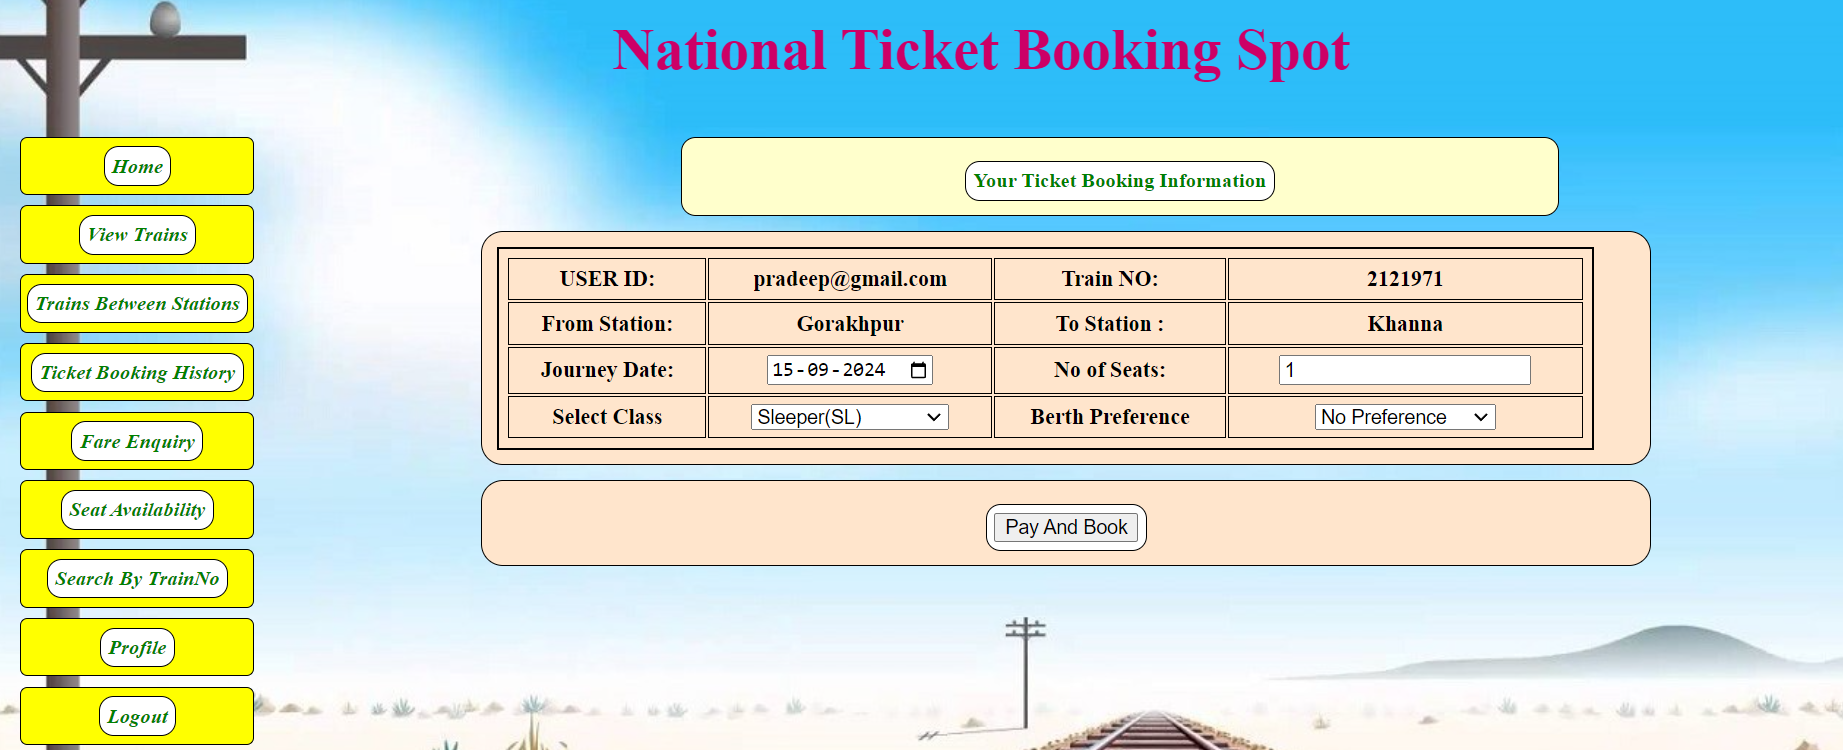 National Ticket Booking Spot
Home
View Trains
Trains Between Stations
Ticket Booking History
Fare Enquiry
Seat Availability
Search By TrainNo
Profile
Logout
Your Ticket Booking Information
USER ID: pradeep@gmail.com Train NO: 2121971
From Station: Gorakhpur To Station : Khanna
Journey Date: 15-09-2024 No of Seats: 1
Select Class Sleeper(SL) Berth Preference No Preference
Pay And Book